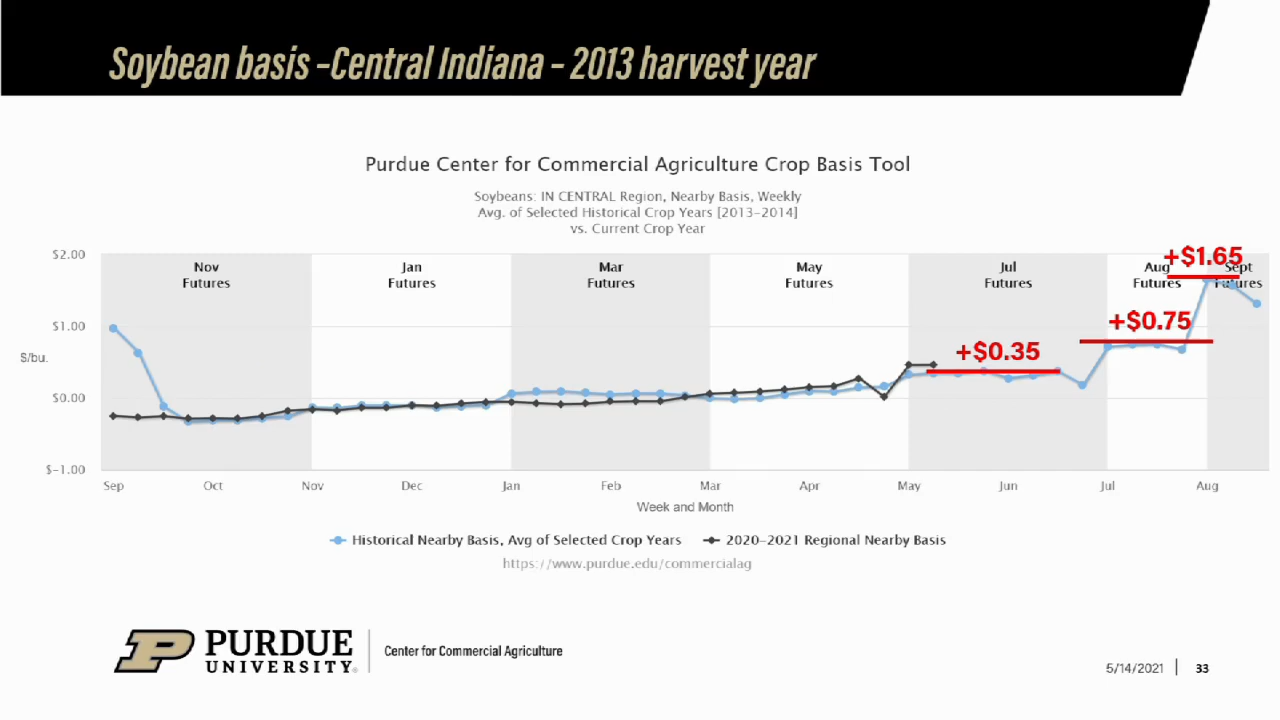 Soybean basis –Central Indiana – 2013 harvest year
Purdue Center for Commercial Agriculture Crop Basis Tool
Soybeans: IN CENTRAL Region, Nearby Basis, Weekly
Avg. of Selected Historical Crop Years [2013–2014]
vs. Current Crop Year
$2.00
$1.00
$0.00
$–1.00
$/bu.
Nov
Futures
Jan
Futures
Mar
Futures
May
Futures
Jul
Futures
Aug
Futures
Sept
Futures
+$1.65
+$0.75
+$0.35
Sep
Oct
Nov
Dec
Jan
Feb
Mar
Apr
May
Jun
Jul
Aug
Week and Month
Historical Nearby Basis, Avg of Selected Crop Years
2020–2021 Regional Nearby Basis
https://www.purdue.edu/commercialag
P PURDUE
UNIVERSITY®
Center for Commercial Agriculture
5/14/2021 | 33